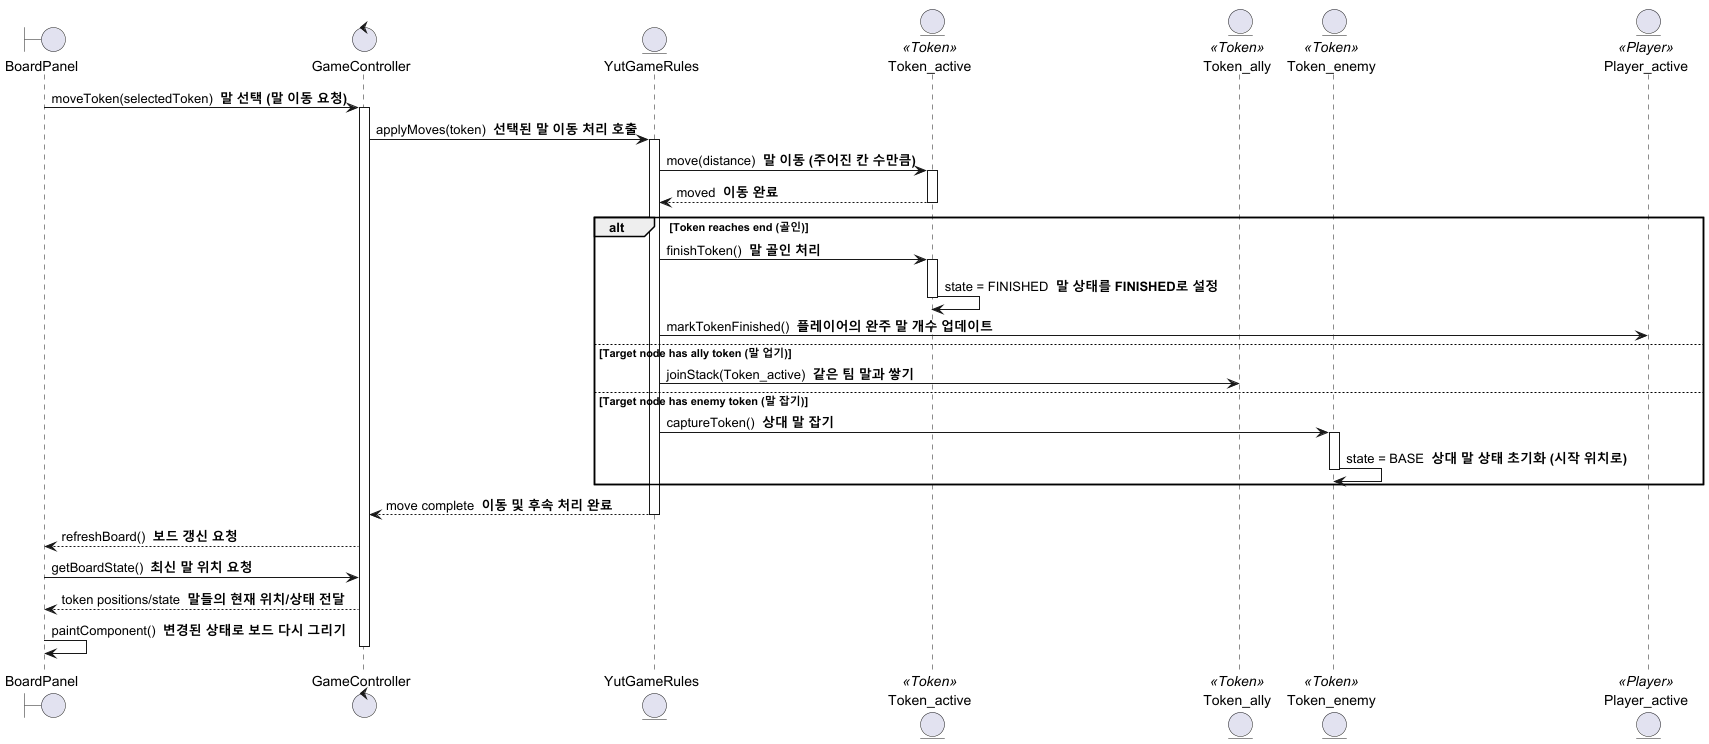 «Token» «Token» «Token» «Player»
BoardPanel GameController YutGameRules Token_active Token_ally Token_enemy Player_active
moveToken(selectedToken) 말 선택 (말 이동 요청)
applyMoves(token) 선택된 말 이동 처리 호출
move(distance) 말 이동 (주어진 칸 수만큼)
moved 이동 완료
alt [Token reaches end (골인)]
finishToken() 말 골인 처리
state = FINISHED 말 상태를 FINISHED로 설정
markTokenFinished() 플레이어의 완주 말 개수 업데이트
[Target node has ally token (말 업기)]
joinStack(Token_active) 같은 팀 말과 쌓기
[Target node has enemy token (말 잡기)]
captureToken() 상대 말 잡기
state = BASE 상대 말 상태 초기화 (시작 위치로)
move complete 이동 및 후속 처리 완료
refreshBoard() 보드 갱신 요청
getBoardState() 최신 말 위치 요청
token positions/state 말들의 현재 위치/상태 전달
paintComponent() 변경된 상태로 보드 다시 그리기
«Token» «Token» «Token» «Player»
BoardPanel GameController YutGameRules Token_active Token_ally Token_enemy Player_active